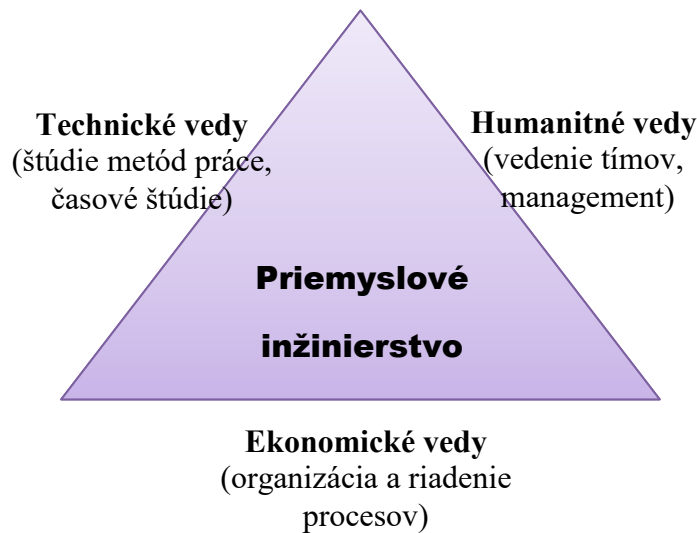 Technické vedy
(štúdie metód práce,
časové štúdie)
Humanitné vedy
(vedenie tímov,
management)
Priemyslové
inžinierstvo
Ekonomické vedy
(organizácia a riadenie
procesov)